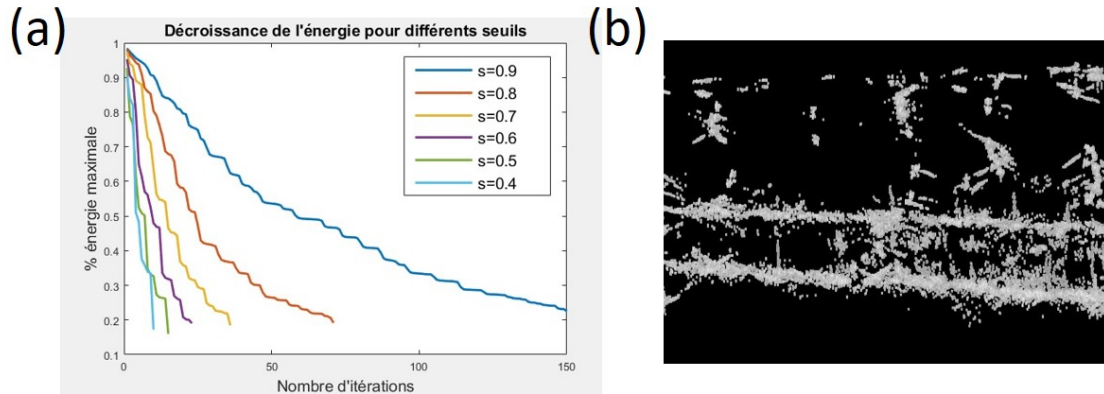 (a)
Décroissance de l'énergie pour différents seuils
% énergie maximale
1
0.9
0.8
0.7
0.6
0.5
0.4
0.3
0.2
0.1
s=0.9
s=0.8
s=0.7
s=0.6
s=0.5
s=0.4
0 50 100 150
Nombre d'itérations
(b)